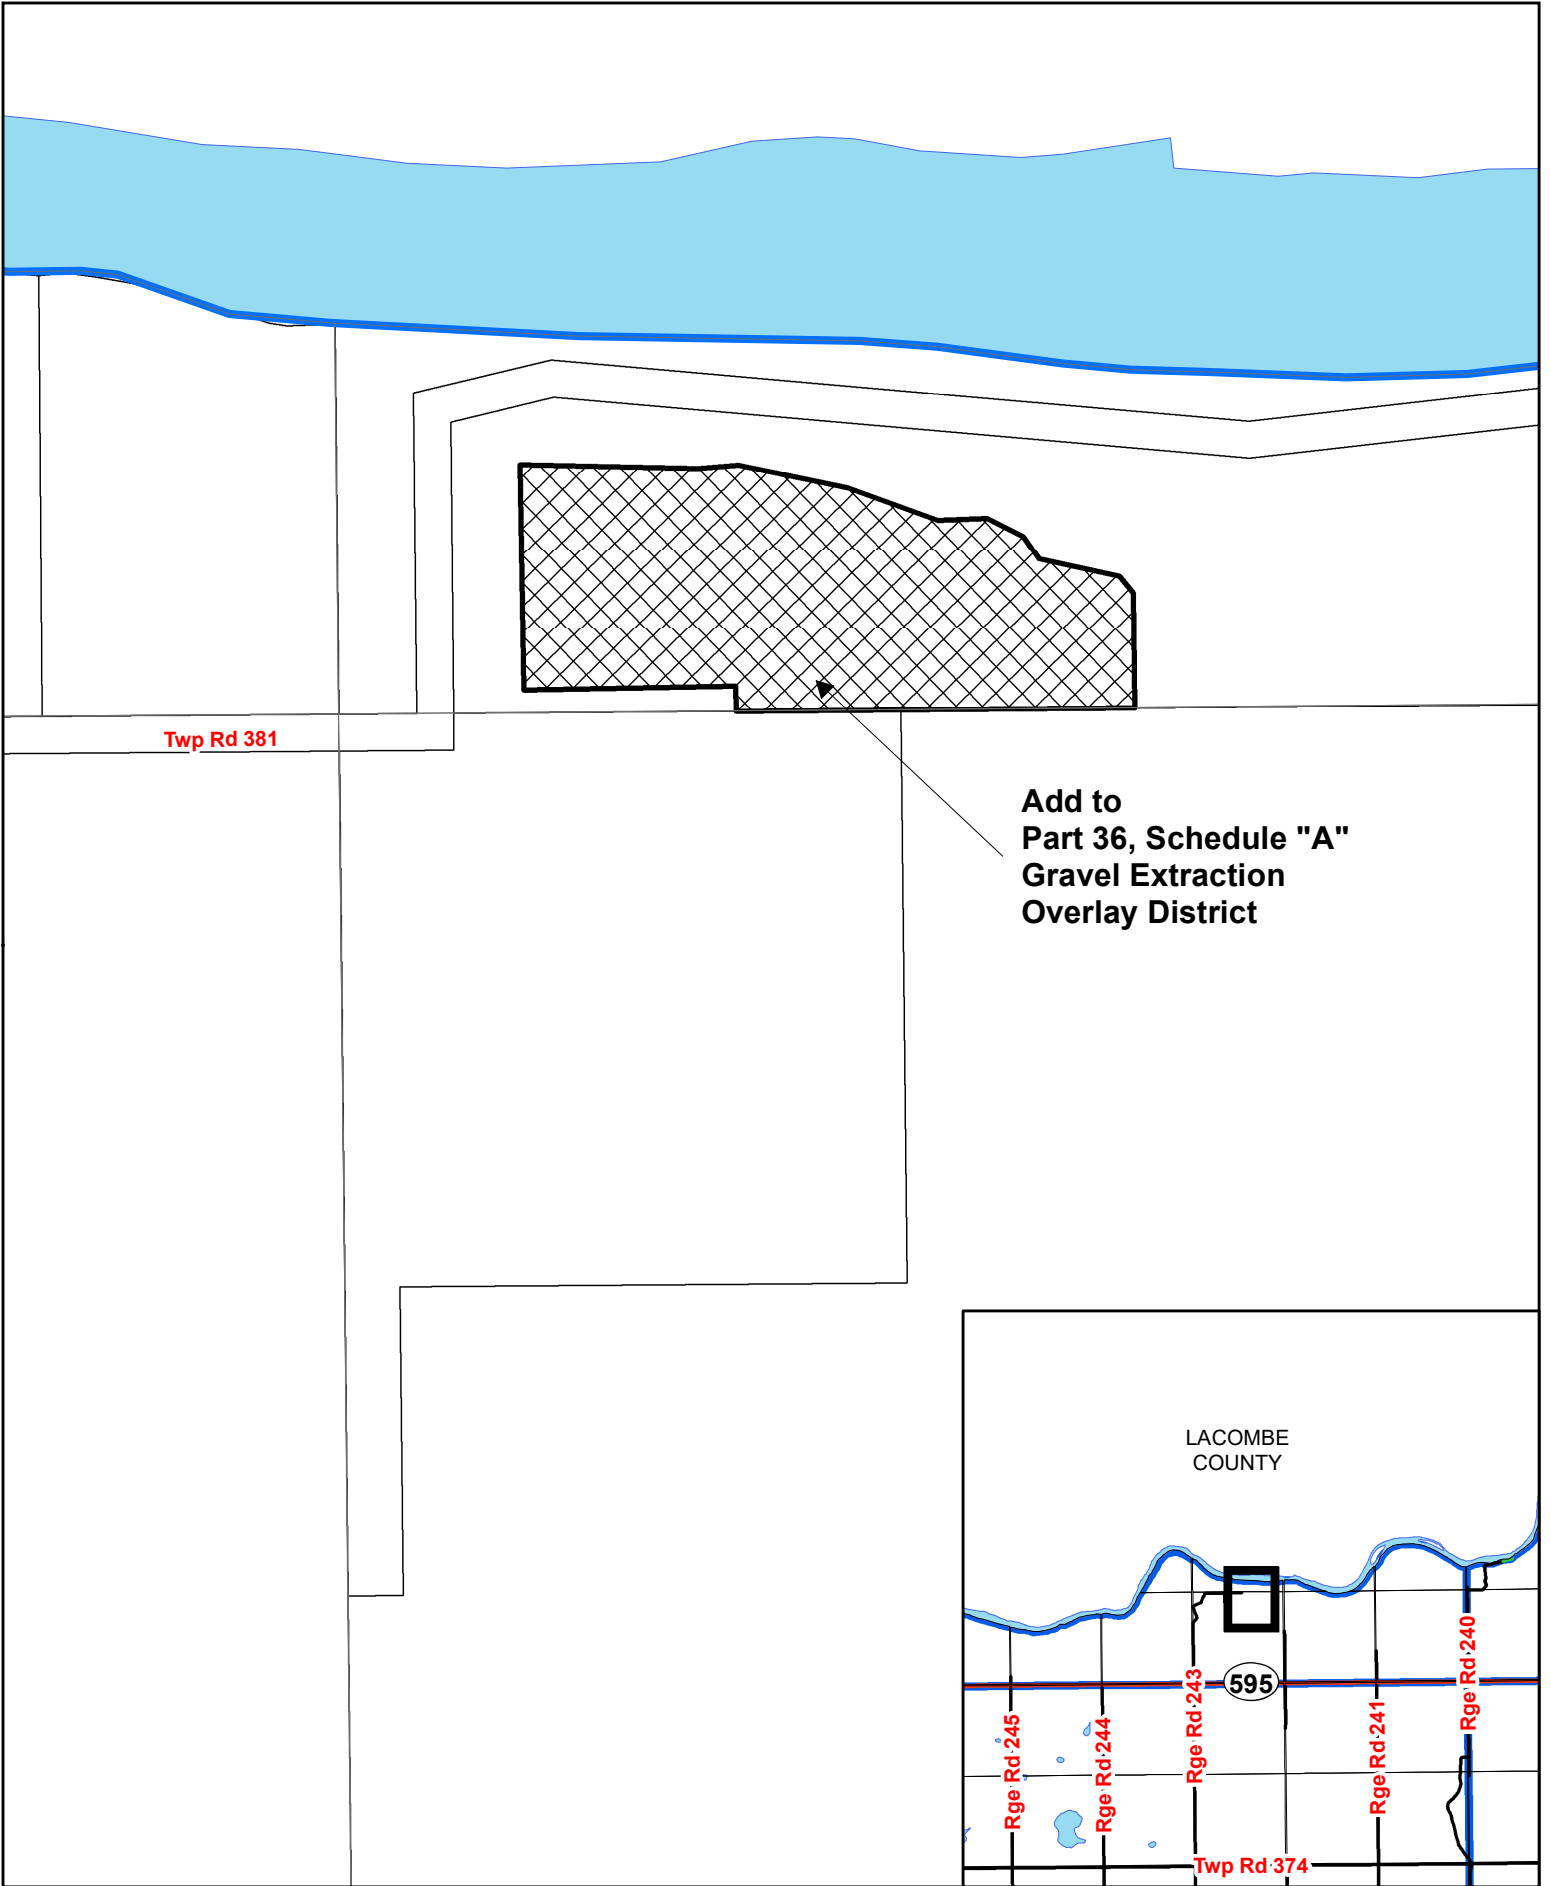 Twp Rd 381
Add to
Part 36, Schedule "A"
Gravel Extraction
Overlay District
LACOMBE
COUNTY
595
Rge Rd 245
Rge Rd 244
Rge Rd 243
Rge Rd 241
Rge Rd 240
Twp Rd 374